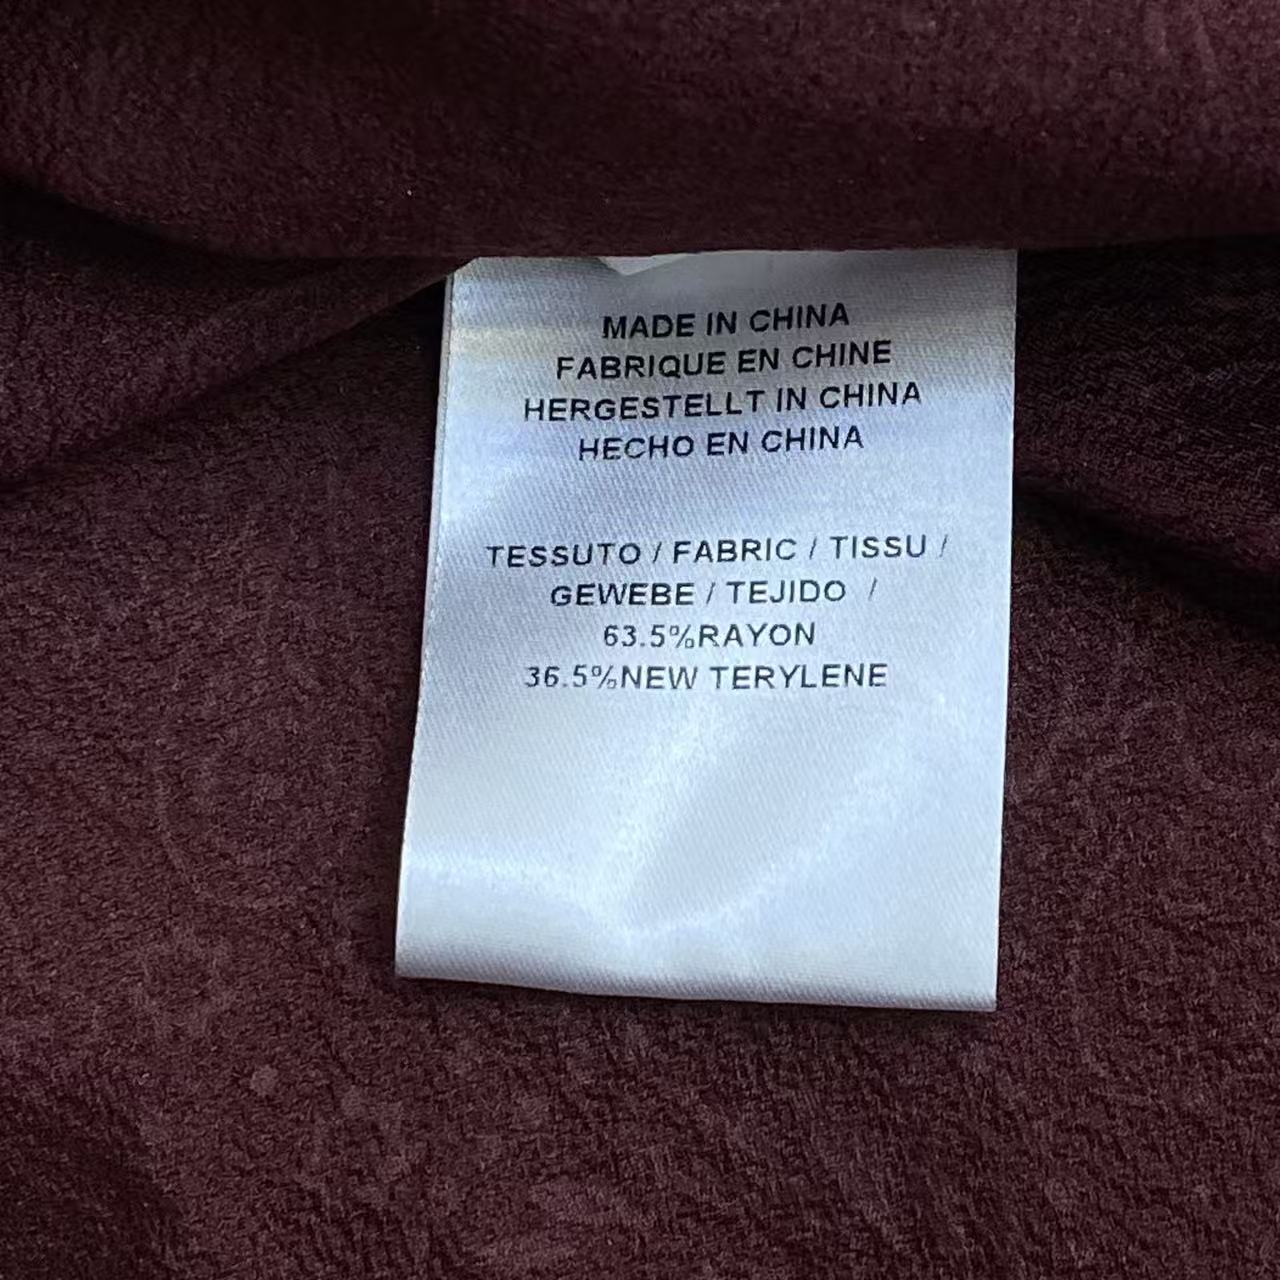 MADE IN CHINA
FABRIQUE EN CHINE
HERGESTELLT IN CHINA
HECHO EN CHINA
TESSUTO / FABRIC / TISSU /
GEWEBE / TEJIDO /
63.5%RAYON
36.5%NEW TERYLENE